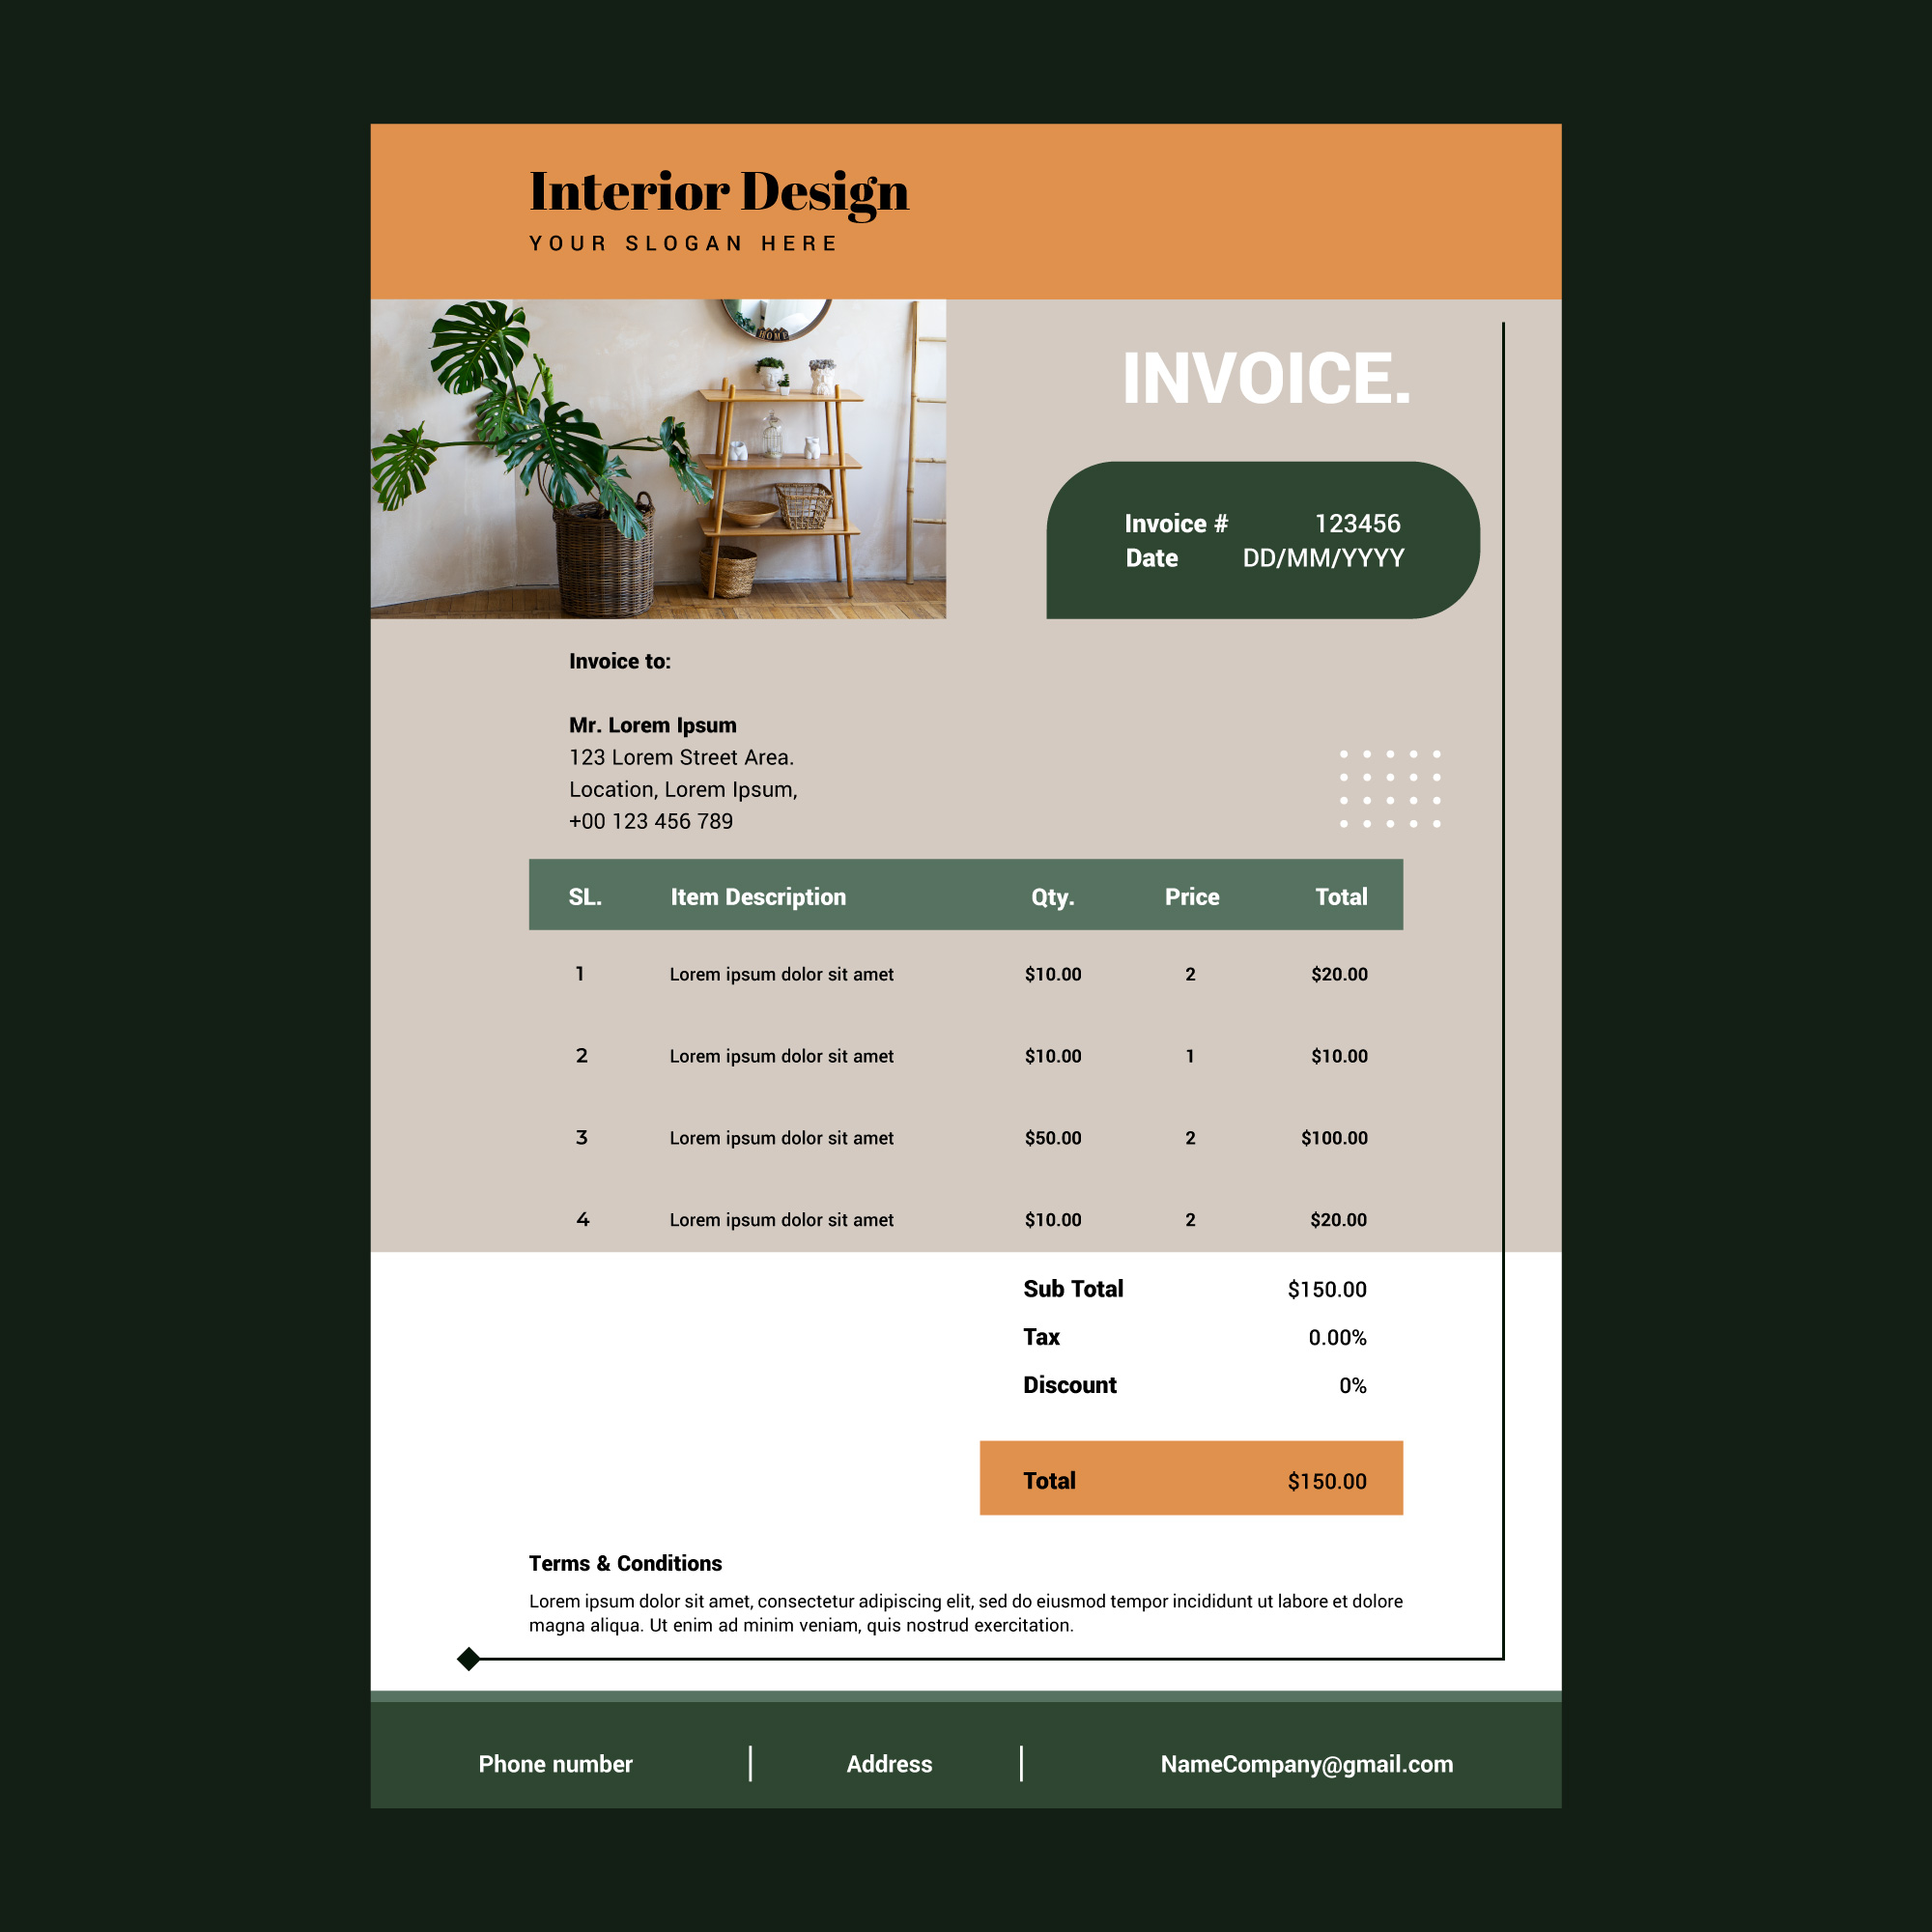 Interior Design
YOUR SLOGAN HERE
HOME
INVOICE.
Invoice # 123456
Date DD/MM/YYYY
Invoice to:
Mr. Lorem Ipsum
123 Lorem Street Area.
Location, Lorem Ipsum,
+00 123 456 789
SL. Item Description Qty. Price Total
1 Lorem ipsum dolor sit amet $10.00 2 $20.00
2 Lorem ipsum dolor sit amet $10.00 1 $10.00
3 Lorem ipsum dolor sit amet $50.00 2 $100.00
4 Lorem ipsum dolor sit amet $10.00 2 $20.00
Sub Total $150.00
Tax 0.00%
Discount 0%
Total $150.00
Terms & Conditions
Lorem ipsum dolor sit amet, consectetur adipiscing elit, sed do eiusmod tempor incididunt ut labore et dolore
magna aliqua. Ut enim ad minim veniam, quis nostrud exercitation.
Phone number | Address | NameCompany@gmail.com